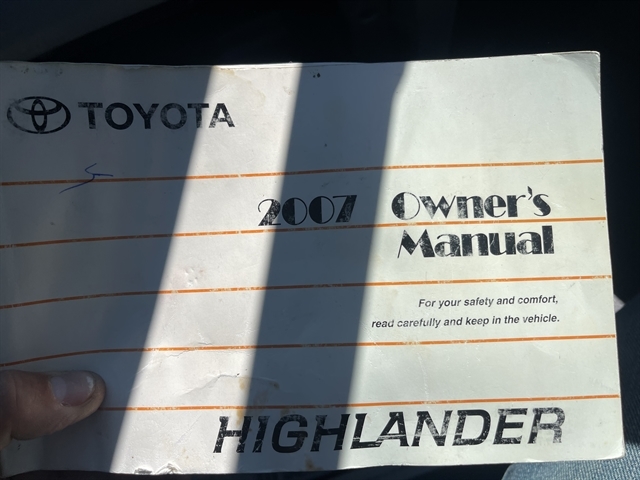 TOYOTA
2007 Owner's
Manual
For your safety and comfort,
read carefully and keep in the vehicle.
HIGHLANDER